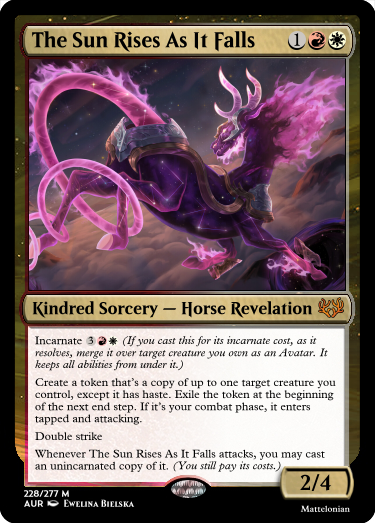 The Sun Rises As It Falls 1
Kindred Sorcery — Horse Revelation
Incarnate 3 (If you cast this for its incarnate cost, as it
resolves, merge it over target creature you own as an Avatar. It
keeps all abilities from under it.)
Create a token that's a copy of up to one target creature you
control, except it has haste. Exile the token at the beginning
of the next end step. If it's your combat phase, it enters
tapped and attacking.
Double strike
Whenever The Sun Rises As It Falls attacks, you may cast
an unincarnated copy of it. (You still pay its costs.)
2/4
228/277 M
AUR Ewelina Bielska
Mattelonian